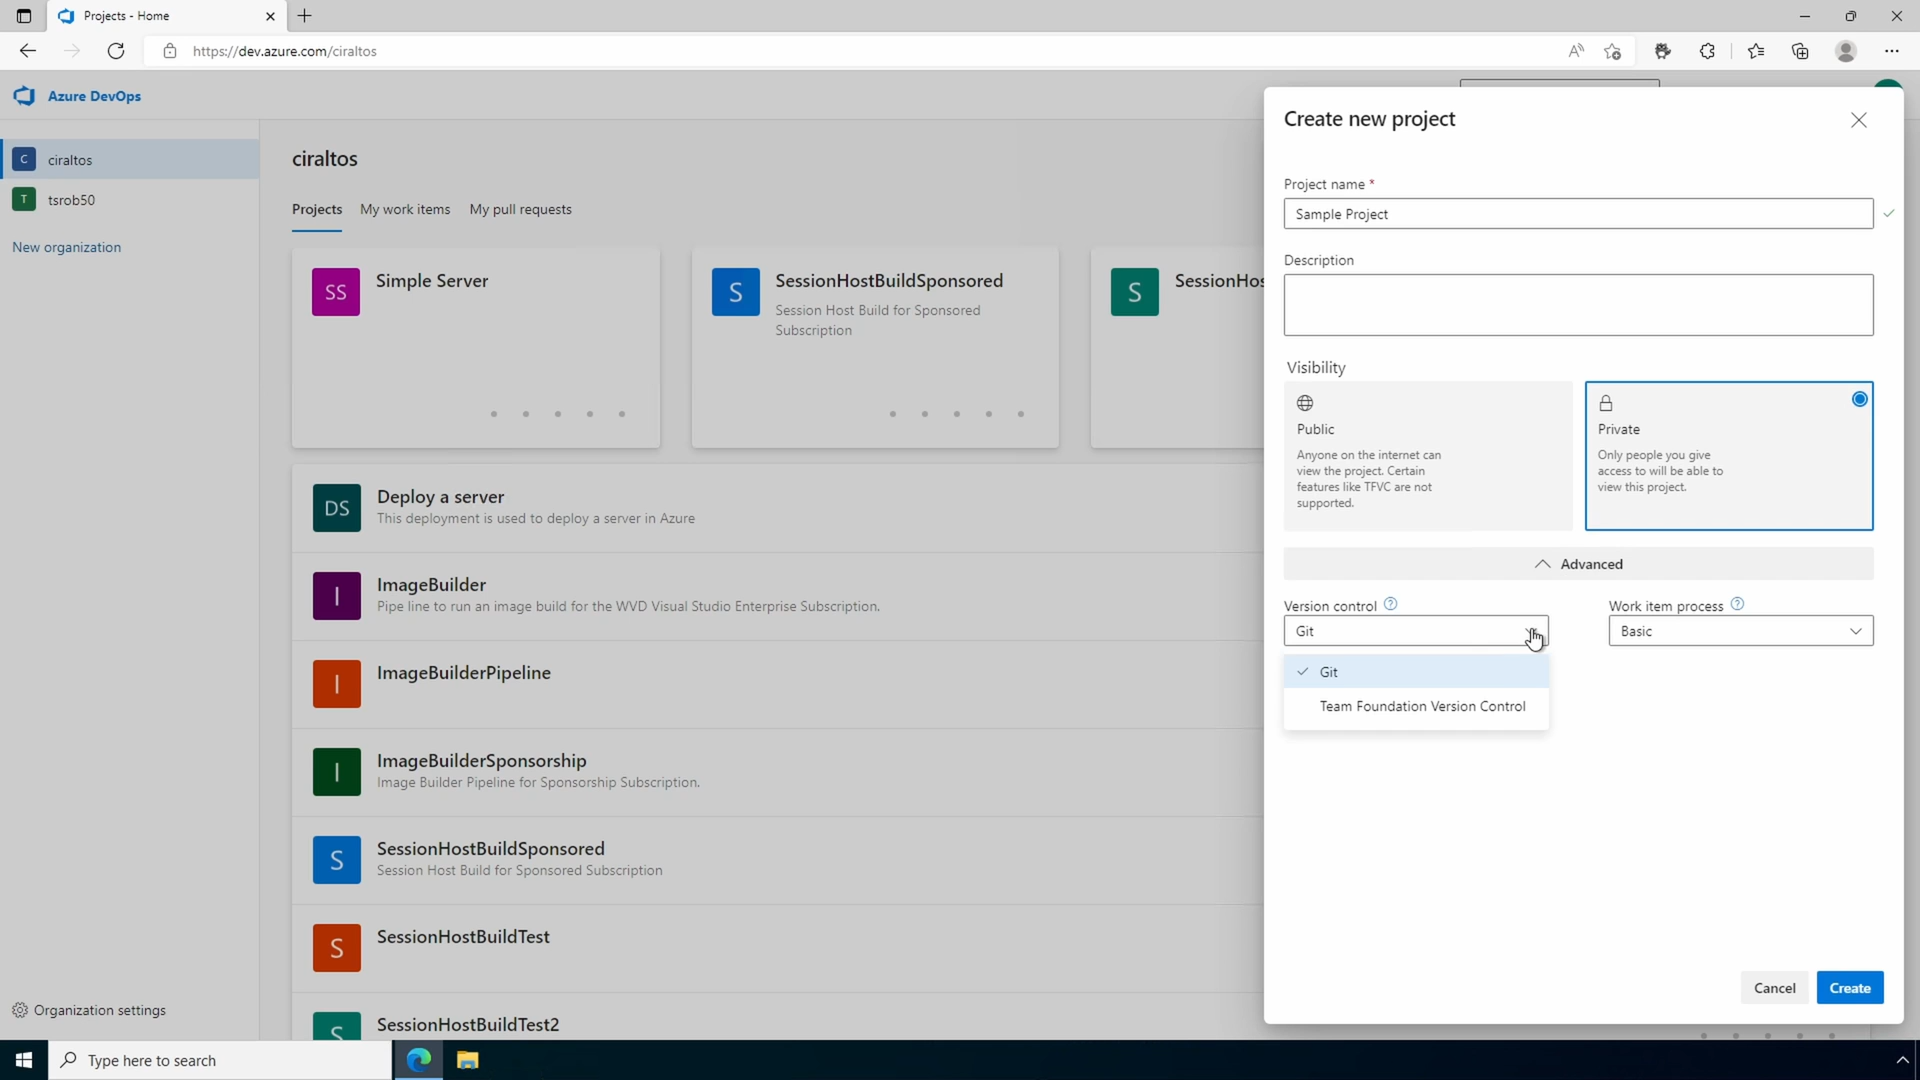 Projects - Home
https://dev.azure.com/ciraltos
Azure DevOps
C ciraltos
T tsrob50
New organization
Organization settings
ciraltos
Projects My work items My pull requests
SS Simple Server
S SessionHostBuildSponsored
Session Host Build for Sponsored
Subscription
S SessionHos
DS Deploy a server
This deployment is used to deploy a server in Azure
I ImageBuilder
Pipe line to run an image build for the WVD Visual Studio Enterprise Subscription.
I ImageBuilderPipeline
I ImageBuilderSponsorship
Image Builder Pipeline for Sponsorship Subscription.
S SessionHostBuildSponsored
Session Host Build for Sponsored Subscription
S SessionHostBuildTest
S SessionHostBuildTest2
Create new project
Project name *
Sample Project
Description
Visibility
Public
Anyone on the internet can
view the project. Certain
features like TFVC are not
supported.
Private
Only people you give
access to will be able to
view this project.
Advanced
Version control ?
Git
Git
Team Foundation Version Control
Work item process ?
Basic
Cancel Create
Type here to search